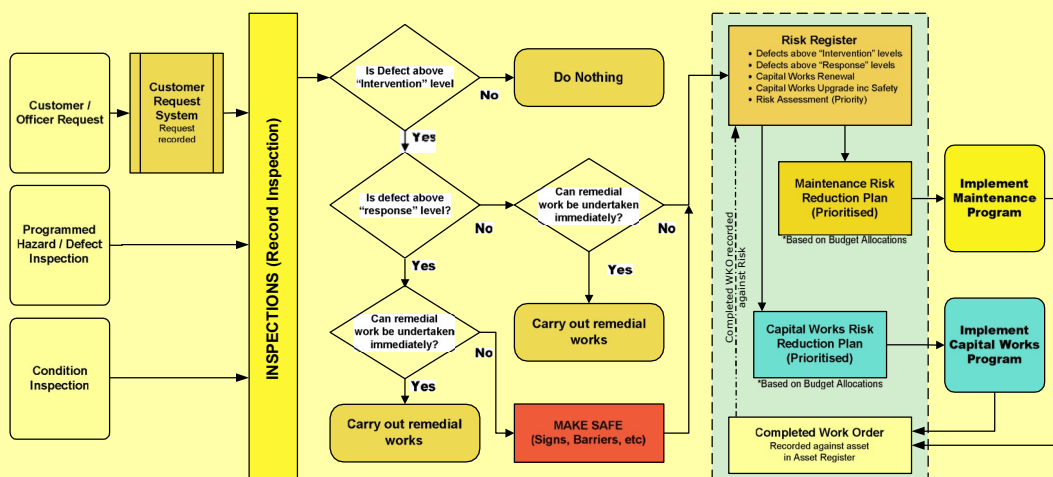 Customer /
Officer Request
Customer
Request
System
Request
recorded
Programmed
Hazard / Defect
Inspection
Condition
Inspection
INSPECTIONS (Record Inspection)
Is Defect above
“Intervention” level
No
Do Nothing
Yes
Is defect above
“response” level?
No
Can remedial
work be undertaken
immediately?
No
Yes
Carry out remedial
works
Yes
Can remedial
work be undertaken
immediately?
No
Yes
Carry out remedial
works
MAKE SAFE
(Signs, Barriers, etc)
Risk Register
• Defects above “Intervention” levels
• Defects above “Response” levels
• Capital Works Renewal
• Capital Works Upgrade inc Safety
• Risk Assessment (Priority)
Maintenance Risk
Reduction Plan
(Prioritised)
*Based on Budget Allocations
Implement
Maintenance
Program
Completed WKO recorded
against Risk
Capital Works Risk
Reduction Plan
(Prioritised)
*Based on Budget Allocations
Implement
Capital Works
Program
Completed Work Order
Recorded against asset
in Asset Register